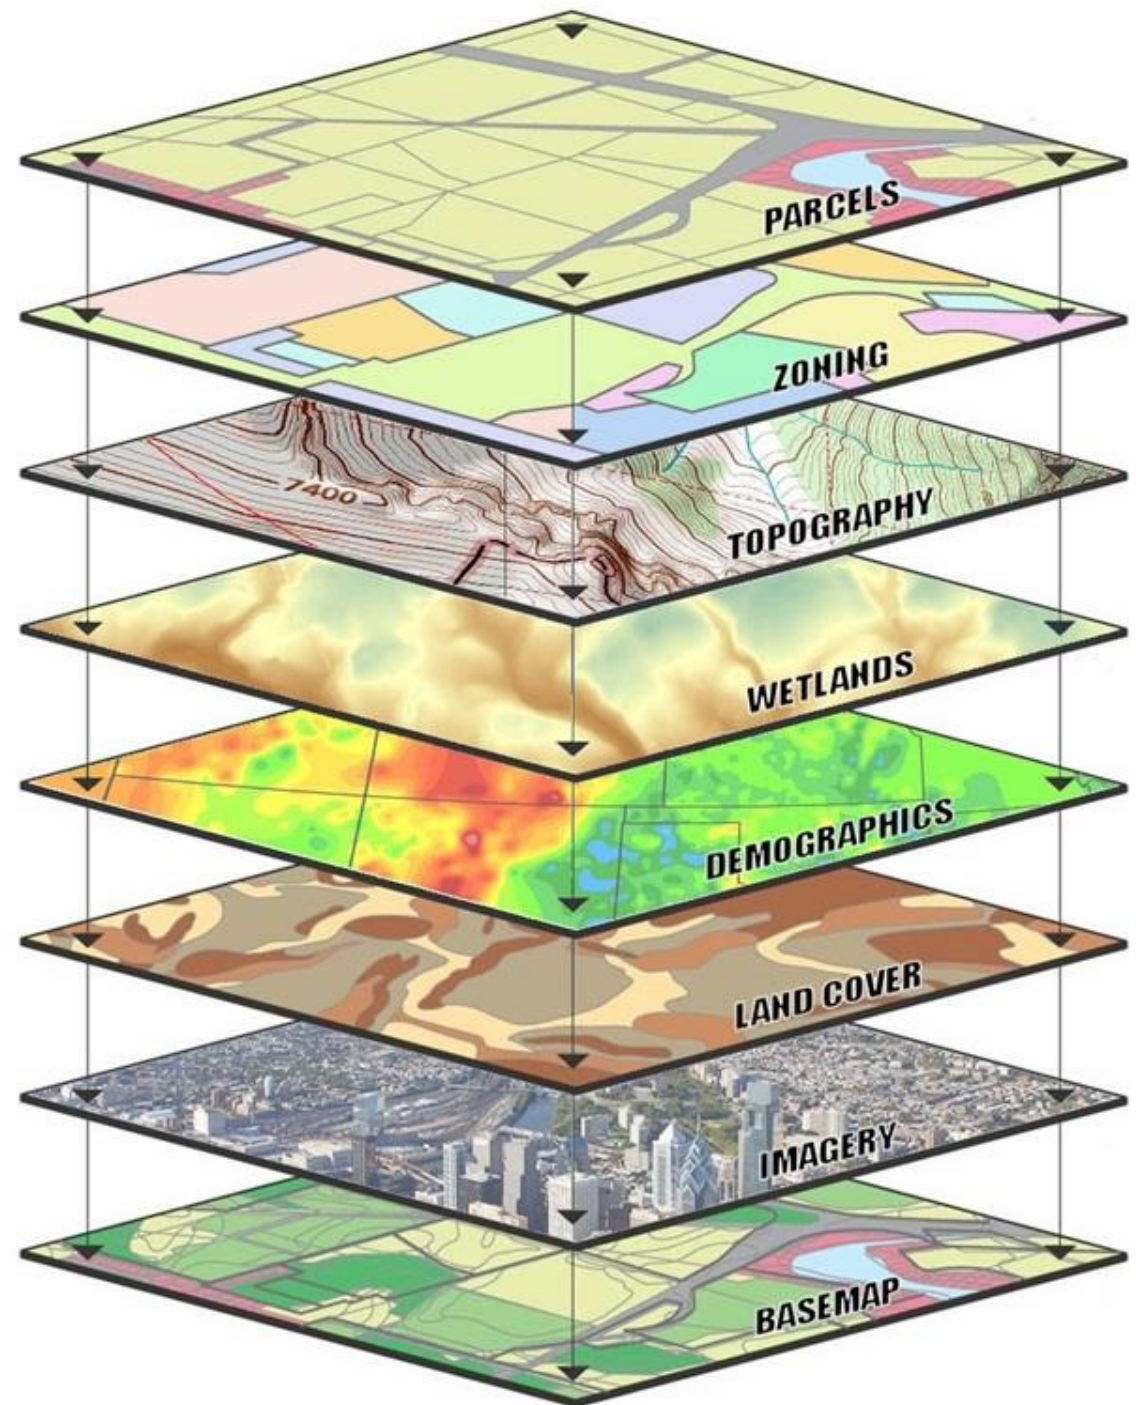 PARCELS
ZONING
7400
TOPOGRAPHY
WETLANDS
DEMOGRAPHICS
LAND COVER
IMAGERY
BASEMAP